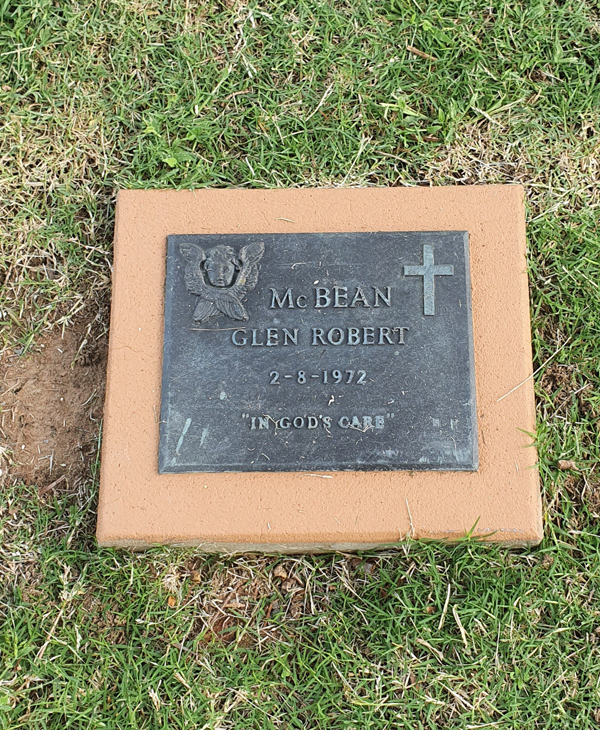 McBEAN
GLEN ROBERT
2-8-1972
"IN GOD'S CARE"